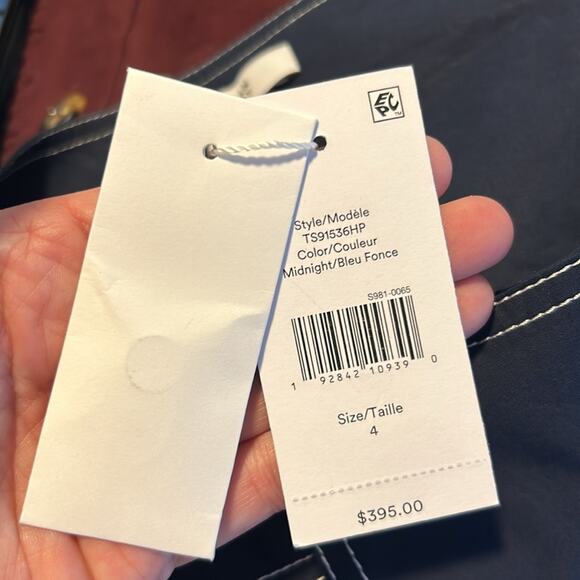 EPC™
Style/Modèle
TS91536HP
Color/Couleur
Midnight/Bleu Fonce
S981-0065
1 92842 10939 0
Size/Taille
4
$395.00